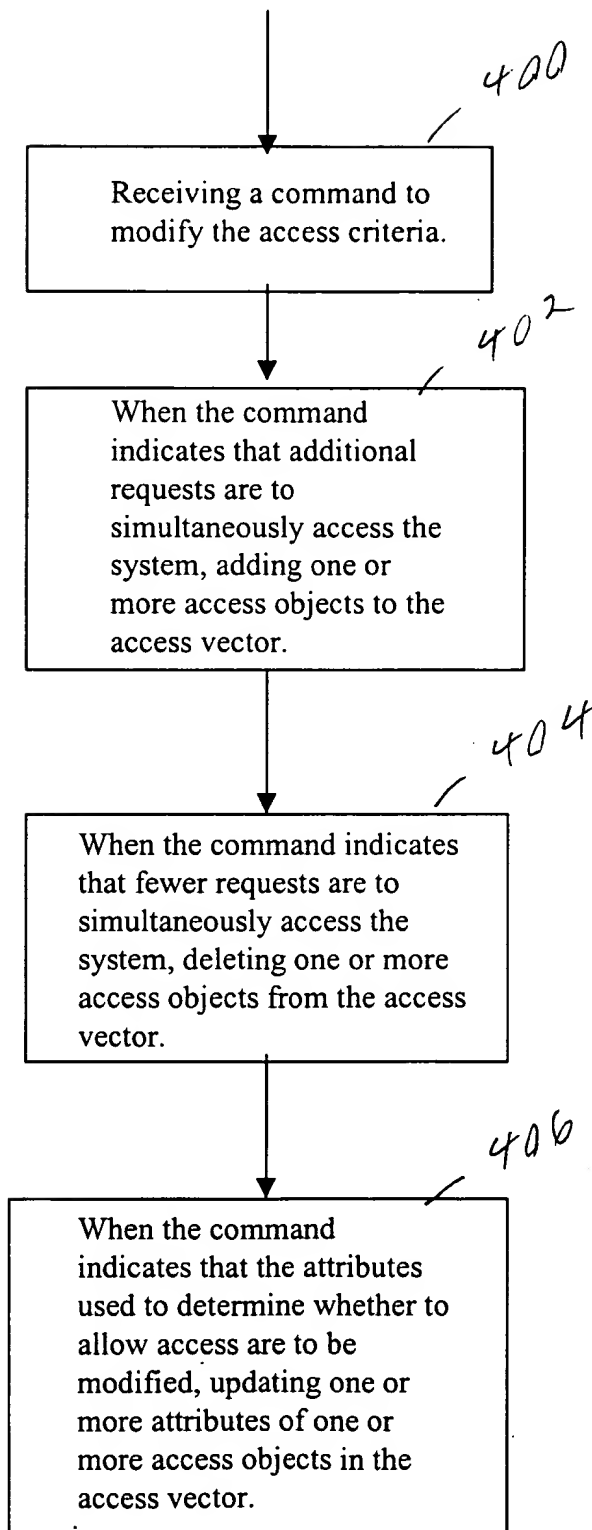 400
Receiving a command to
modify the access criteria.
402
When the command
indicates that additional
requests are to
simultaneously access the
system, adding one or
more access objects to the
access vector.
404
When the command indicates
that fewer requests are to
simultaneously access the
system, deleting one or more
access objects from the access
vector.
406
When the command
indicates that the attributes
used to determine whether to
allow access are to be
modified, updating one or
more attributes of one or
more access objects in the
access vector.